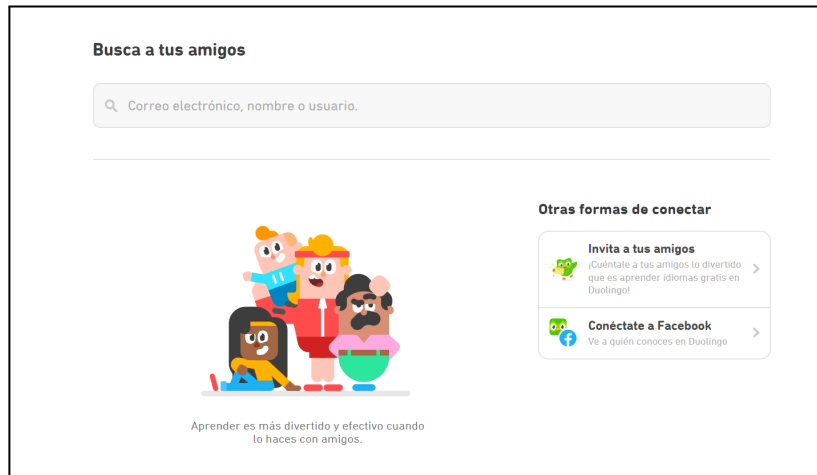 Busca a tus amigos
Correo electrónico, nombre o usuario.
Otras formas de conectar
Invita a tus amigos
¡Cuéntale a tus amigos lo divertido
que es aprender idiomas gratis en
Duolingo!
Conéctate a Facebook
Ve a quién conoces en Duolingo
Aprender es más divertido y efectivo cuando
lo haces con amigos.